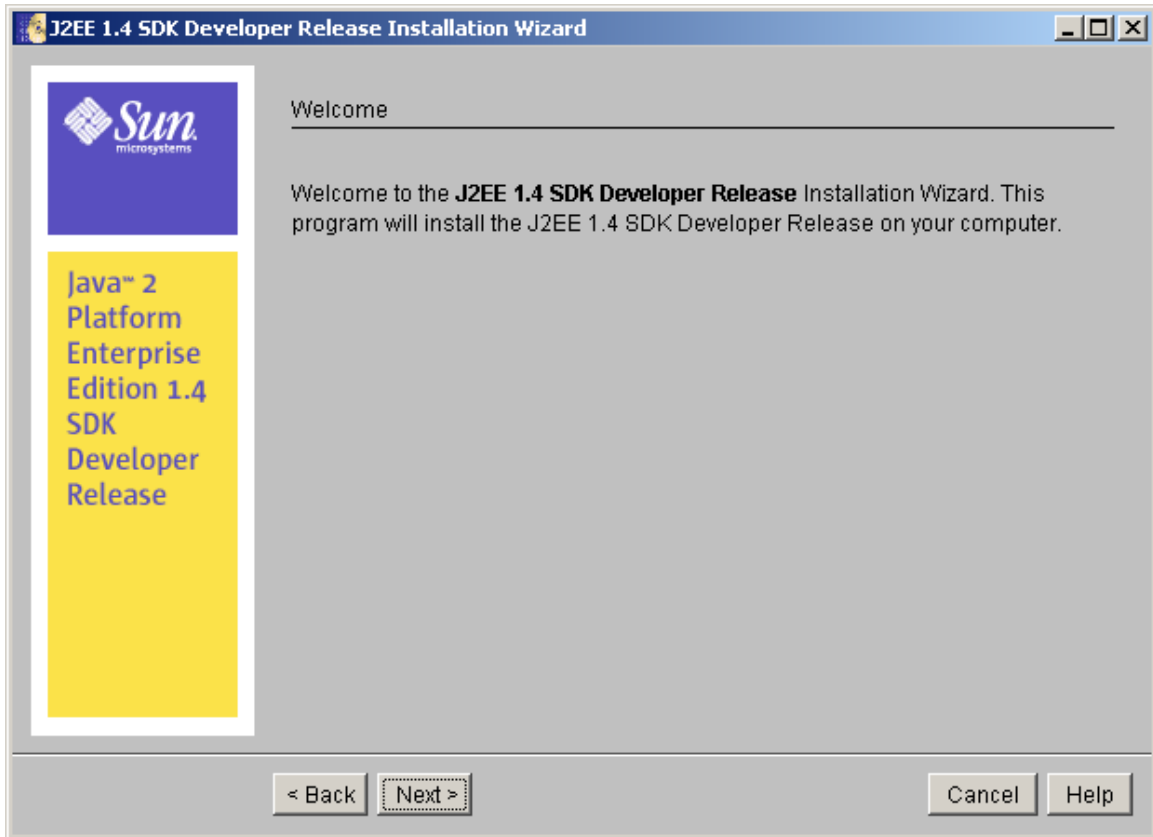 J2EE 1.4 SDK Developer Release Installation Wizard
Sun
microsystems
Java™ 2
Platform
Enterprise
Edition 1.4
SDK
Developer
Release
Welcome
Welcome to the J2EE 1.4 SDK Developer Release Installation Wizard. This
program will install the J2EE 1.4 SDK Developer Release on your computer.
< Back
Next >
Cancel
Help